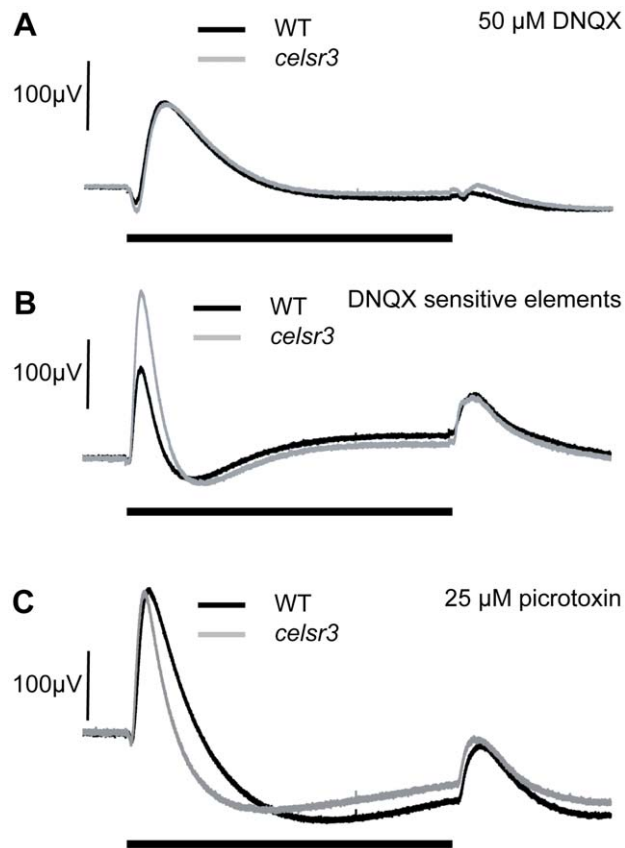 A
WT
50 µM DNQX
celsr3
100µV
B
WT
DNQX sensitive elements
celsr3
100µV
C
WT
25 µM picrotoxin
celsr3
100µV